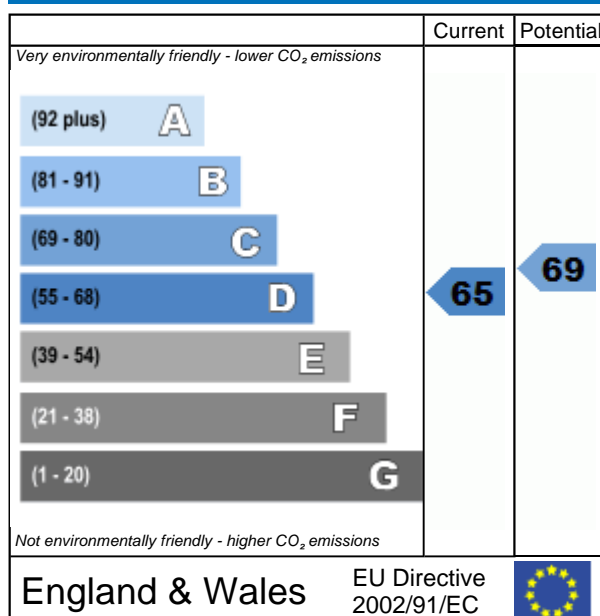 Current Potential
Very environmentally friendly - lower CO₂ emissions
(92 plus) A
(81 - 91) B
(69 - 80) C
(55 - 68) D
(39 - 54) E
(21 - 38) F
(1 - 20) G
65
69
Not environmentally friendly - higher CO₂ emissions
England & Wales
EU Directive
2002/91/EC